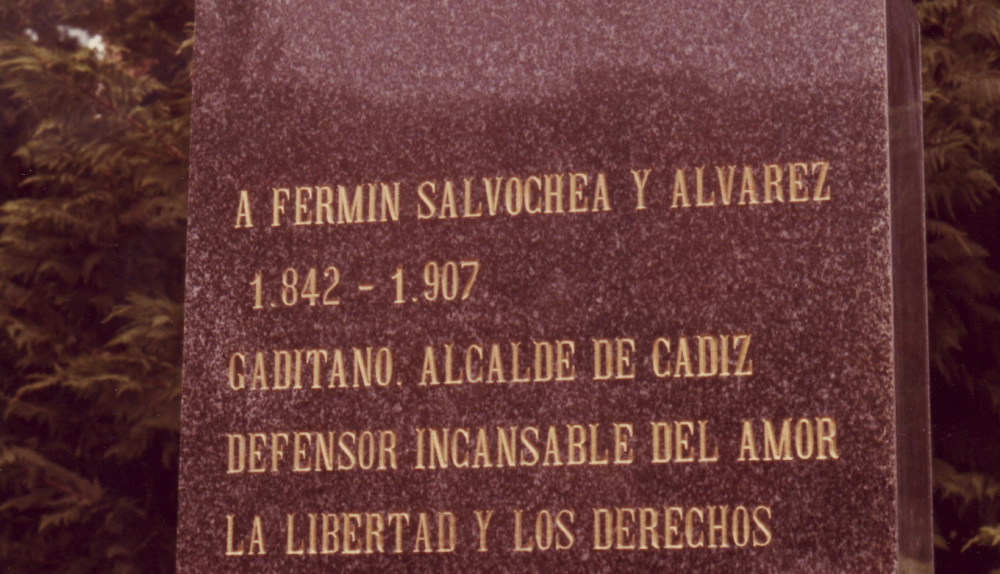 A FERMIN SALVOCHEA Y ALVAREZ
1.842 - 1.907
GADITANO. ALCALDE DE CADIZ
DEFENSOR INCANSABLE DEL AMOR
LA LIBERTAD Y LOS DERECHOS